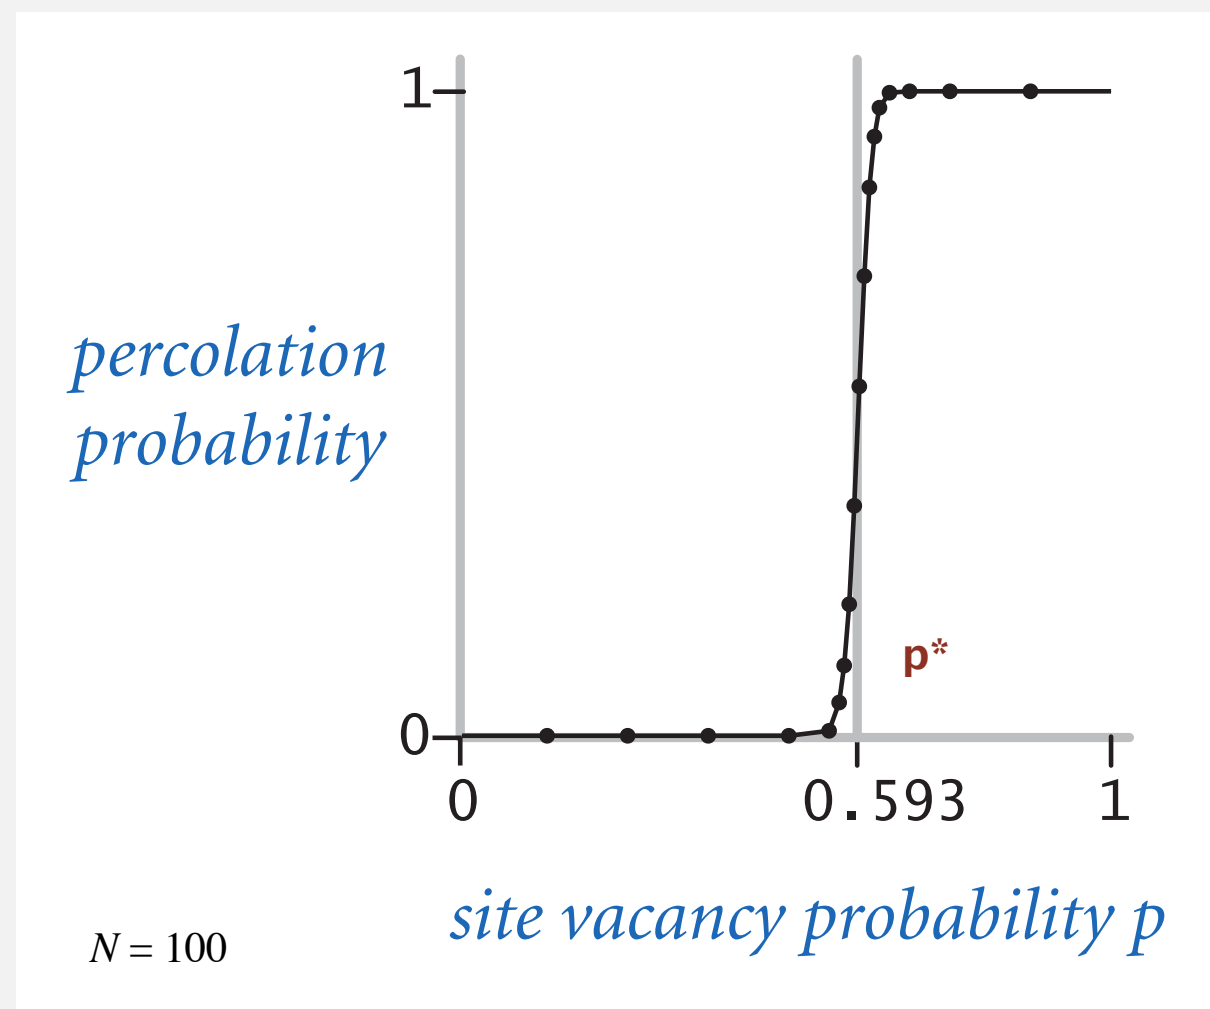 1
percolation
probability
p*
0
0 0.593 1
site vacancy probability p
N = 100